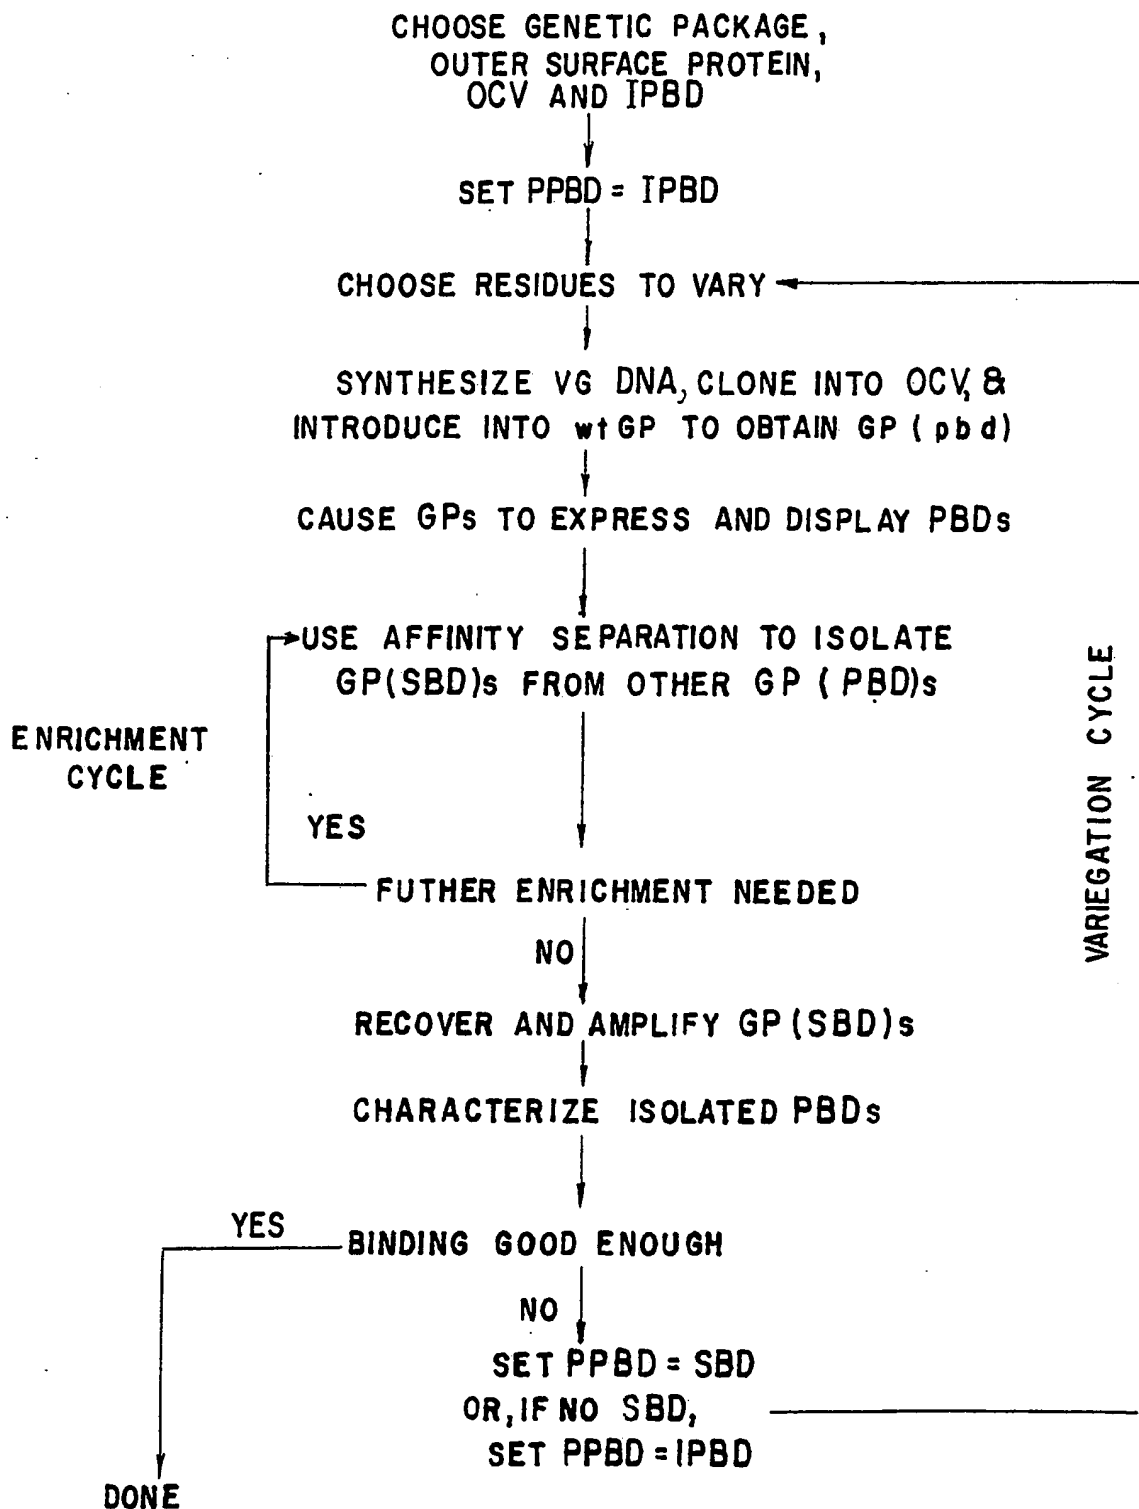 CHOOSE GENETIC PACKAGE,
OUTER SURFACE PROTEIN,
OCV AND IPBD
SET PPBD = IPBD
CHOOSE RESIDUES TO VARY
SYNTHESIZE VG DNA, CLONE INTO OCV, &
INTRODUCE INTO wtGP TO OBTAIN GP (pbd)
CAUSE GPs TO EXPRESS AND DISPLAY PBDs
USE AFFINITY SEPARATION TO ISOLATE
GP(SBD)s FROM OTHER GP (PBD)s
ENRICHMENT
CYCLE
YES
VARIEGATION CYCLE
FUTHER ENRICHMENT NEEDED
NO
RECOVER AND AMPLIFY GP(SBD)s
CHARACTERIZE ISOLATED PBDs
YES
BINDING GOOD ENOUGH
NO
SET PPBD = SBD
OR, IF NO SBD,
SET PPBD = IPBD
DONE